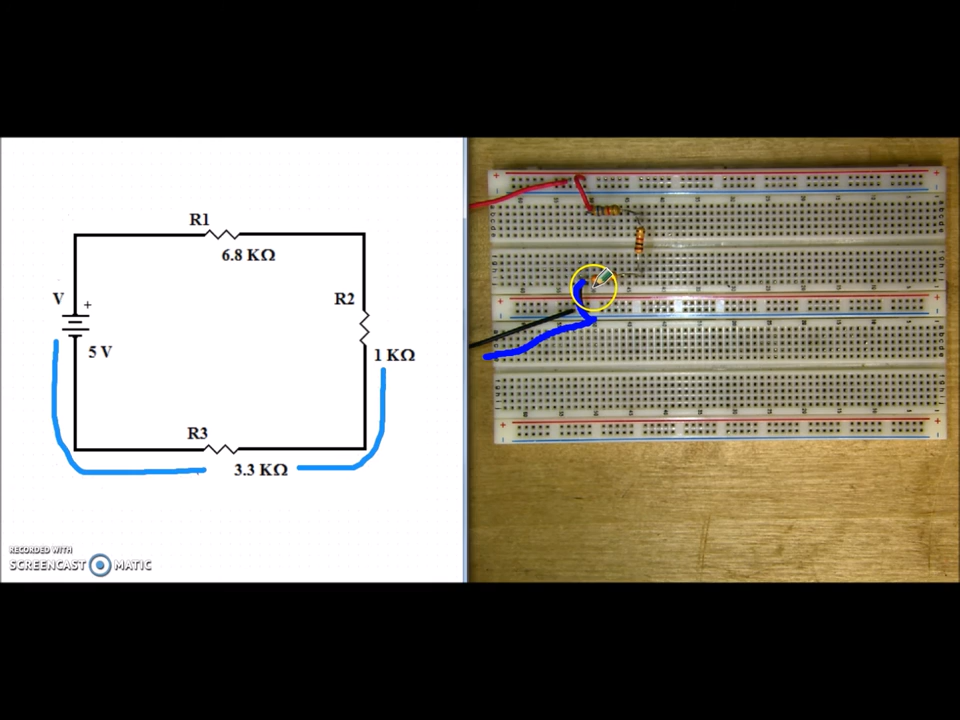 R1
6.8 KΩ
V
+
5 V
R2
1 KΩ
R3
3.3 KΩ
RECORDED WITH
SCREENCAST MATIC